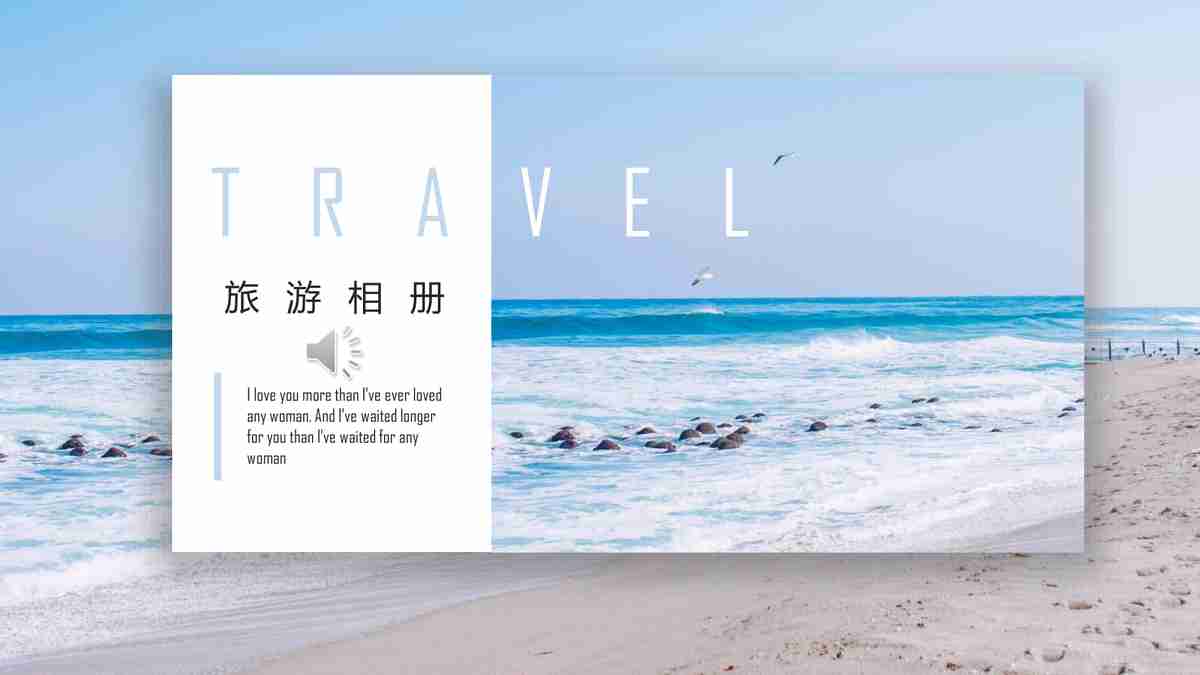 TRAVEL
旅游相册
I love you more than I've ever loved
any woman. And I've waited longer
for you than I've waited for any
woman